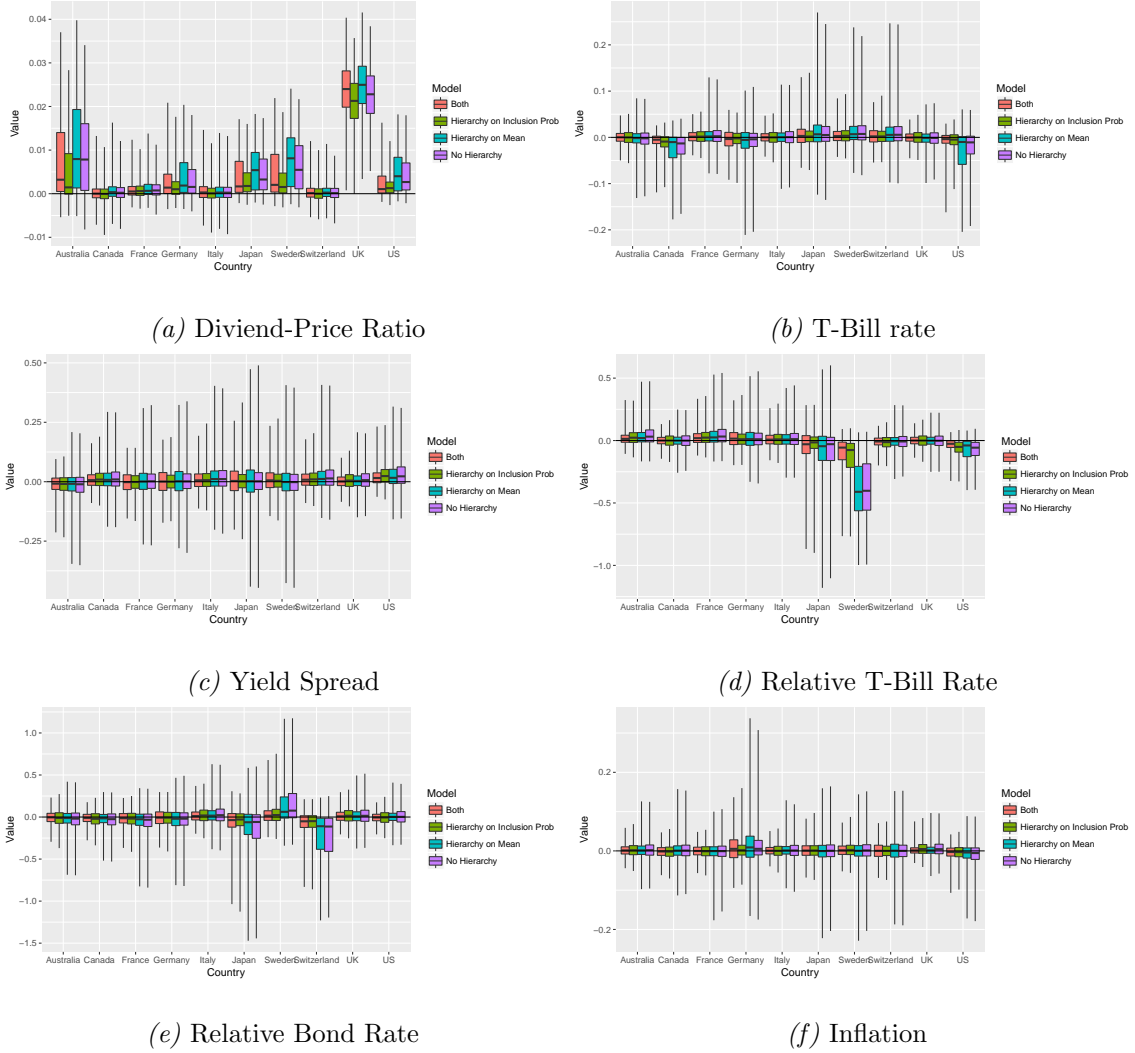 0.04
0.03
0.02
0.01
0.00
−0.01
Value
Australia Canada France Germany Italy Japan Sweden Switzerland UK US
Country
Model
Both
Hierarchy on Inclusion Prob
Hierarchy on Mean
No Hierarchy
(a) Diviend-Price Ratio
0.2
0.1
0.0
−0.1
−0.2
Value
Australia Canada France Germany Italy Japan Sweden Switzerland UK US
Country
Model
Both
Hierarchy on Inclusion Prob
Hierarchy on Mean
No Hierarchy
(b) T-Bill rate
0.50
0.25
0.00
−0.25
Value
Australia Canada France Germany Italy Japan Sweden Switzerland UK US
Country
Model
Both
Hierarchy on Inclusion Prob
Hierarchy on Mean
No Hierarchy
(c) Yield Spread
0.5
0.0
−0.5
−1.0
Value
Australia Canada France Germany Italy Japan Sweden Switzerland UK US
Country
Model
Both
Hierarchy on Inclusion Prob
Hierarchy on Mean
No Hierarchy
(d) Relative T-Bill Rate
1.0
0.5
0.0
−0.5
−1.0
−1.5
Value
Australia Canada France Germany Italy Japan Sweden Switzerland UK US
Country
Model
Both
Hierarchy on Inclusion Prob
Hierarchy on Mean
No Hierarchy
(e) Relative Bond Rate
0.2
0.0
−0.2
Value
Australia Canada France Germany Italy Japan Sweden Switzerland UK US
Country
Model
Both
Hierarchy on Inclusion Prob
Hierarchy on Mean
No Hierarchy
(f) Inflation